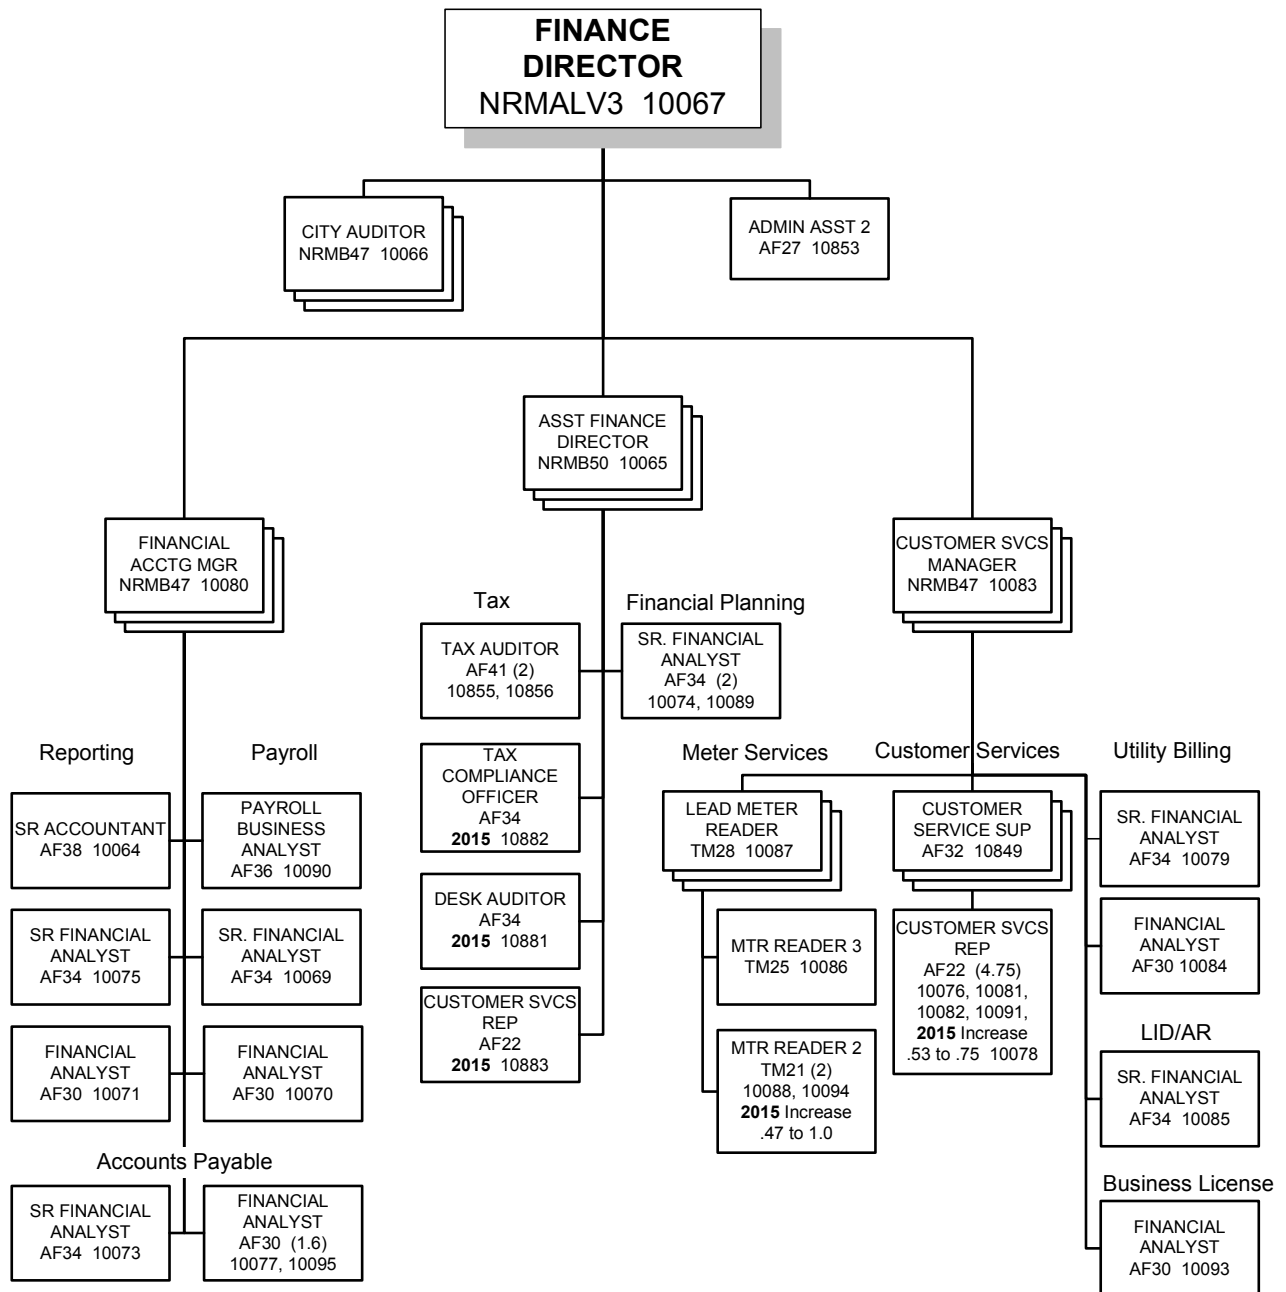 FINANCE
DIRECTOR
NRMALV3 10067
CITY AUDITOR
NRMB47 10066
ADMIN ASST 2
AF27 10853
ASST FINANCE
DIRECTOR
NRMB50 10065
FINANCIAL
ACCTG MGR
NRMB47 10080
CUSTOMER SVCS
MANAGER
NRMB47 10083
Reporting
SR ACCOUNTANT
AF38 10064
SR FINANCIAL
ANALYST
AF34 10075
FINANCIAL
ANALYST
AF30 10071
Payroll
PAYROLL
BUSINESS
ANALYST
AF36 10090
SR. FINANCIAL
ANALYST
AF34 10069
FINANCIAL
ANALYST
AF30 10070
Accounts Payable
SR FINANCIAL
ANALYST
AF34 10073
FINANCIAL
ANALYST
AF30 (1.6)
10077, 10095
Tax
TAX AUDITOR
AF41 (2)
10855, 10856
TAX
COMPLIANCE
OFFICER
AF34
2015 10882
DESK AUDITOR
AF34
2015 10881
CUSTOMER SVCS
REP
AF22
2015 10883
Financial Planning
SR. FINANCIAL
ANALYST
AF34 (2)
10074, 10089
Meter Services
LEAD METER
READER
TM28 10087
MTR READER 3
TM25 10086
MTR READER 2
TM21 (2)
10088, 10094
2015 Increase
.47 to 1.0
Customer Services
CUSTOMER
SERVICE SUP
AF32 10849
CUSTOMER SVCS
REP
AF22 (4.75)
10076, 10081,
10082, 10091,
2015 Increase
.53 to .75 10078
Utility Billing
SR. FINANCIAL
ANALYST
AF34 10079
FINANCIAL
ANALYST
AF30 10084
LID/AR
SR. FINANCIAL
ANALYST
AF34 10085
Business License
FINANCIAL
ANALYST
AF30 10093